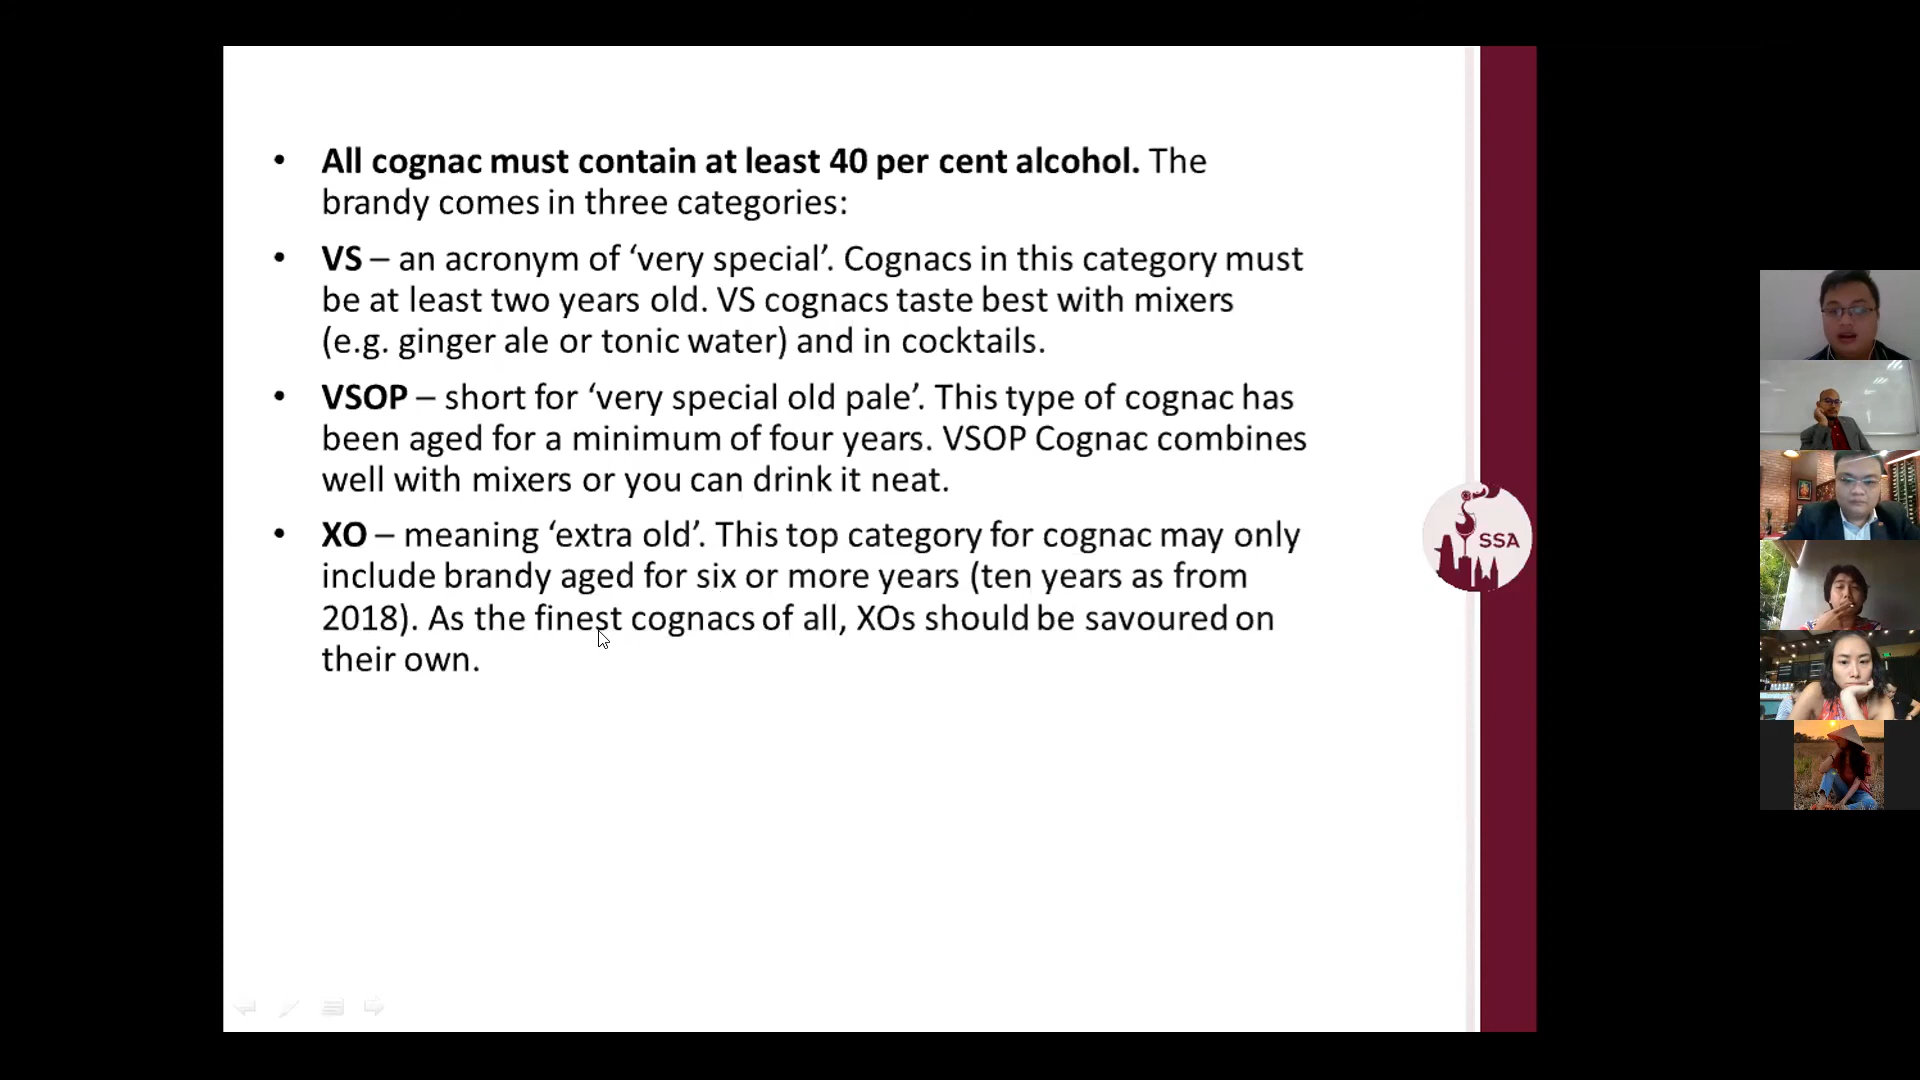 All cognac must contain at least 40 per cent alcohol. The
brandy comes in three categories:
VS – an acronym of ‘very special’. Cognacs in this category must
be at least two years old. VS cognacs taste best with mixers
(e.g. ginger ale or tonic water) and in cocktails.
VSOP – short for ‘very special old pale’. This type of cognac has
been aged for a minimum of four years. VSOP Cognac combines
well with mixers or you can drink it neat.
XO – meaning ‘extra old’. This top category for cognac may only
include brandy aged for six or more years (ten years as from
2018). As the finest cognacs of all, XOs should be savoured on
their own.
SSA